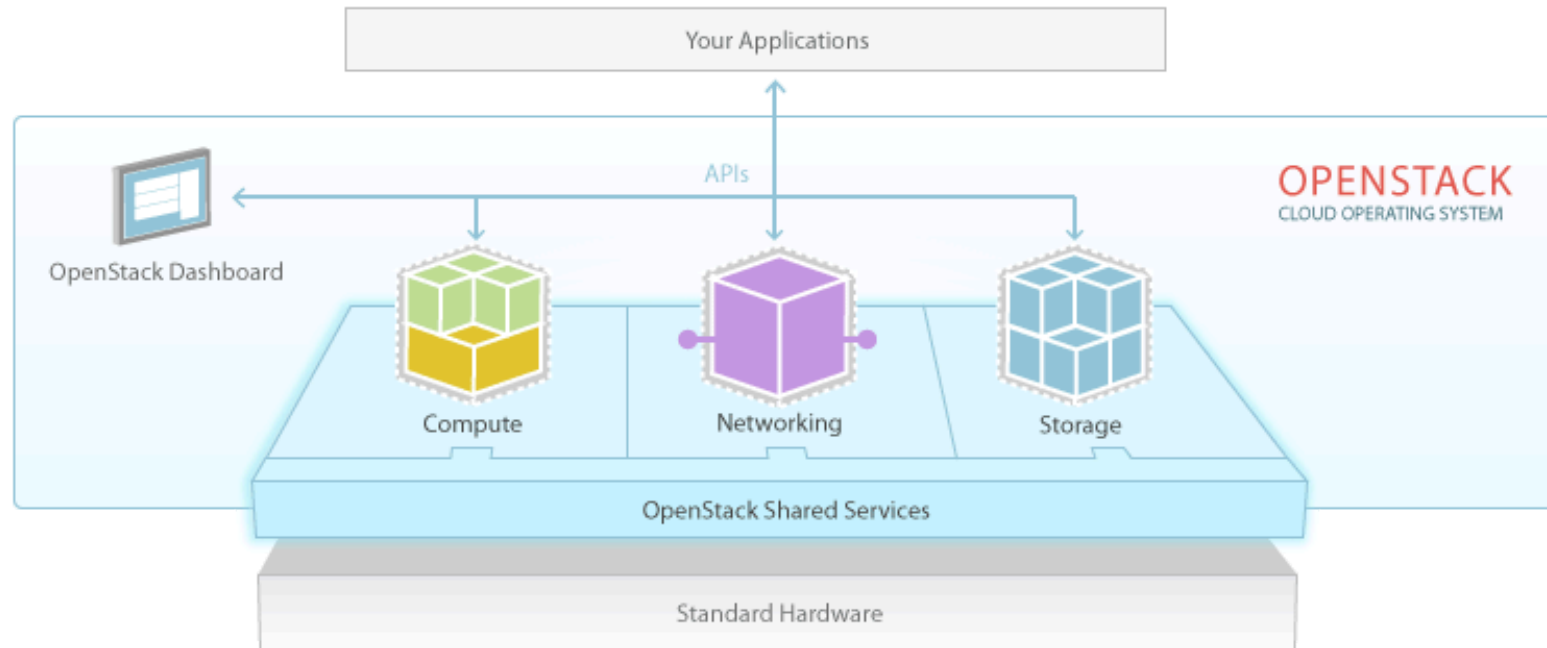 Your Applications
APIs
OPENSTACK
CLOUD OPERATING SYSTEM
OpenStack Dashboard
Compute
Networking
Storage
OpenStack Shared Services
Standard Hardware